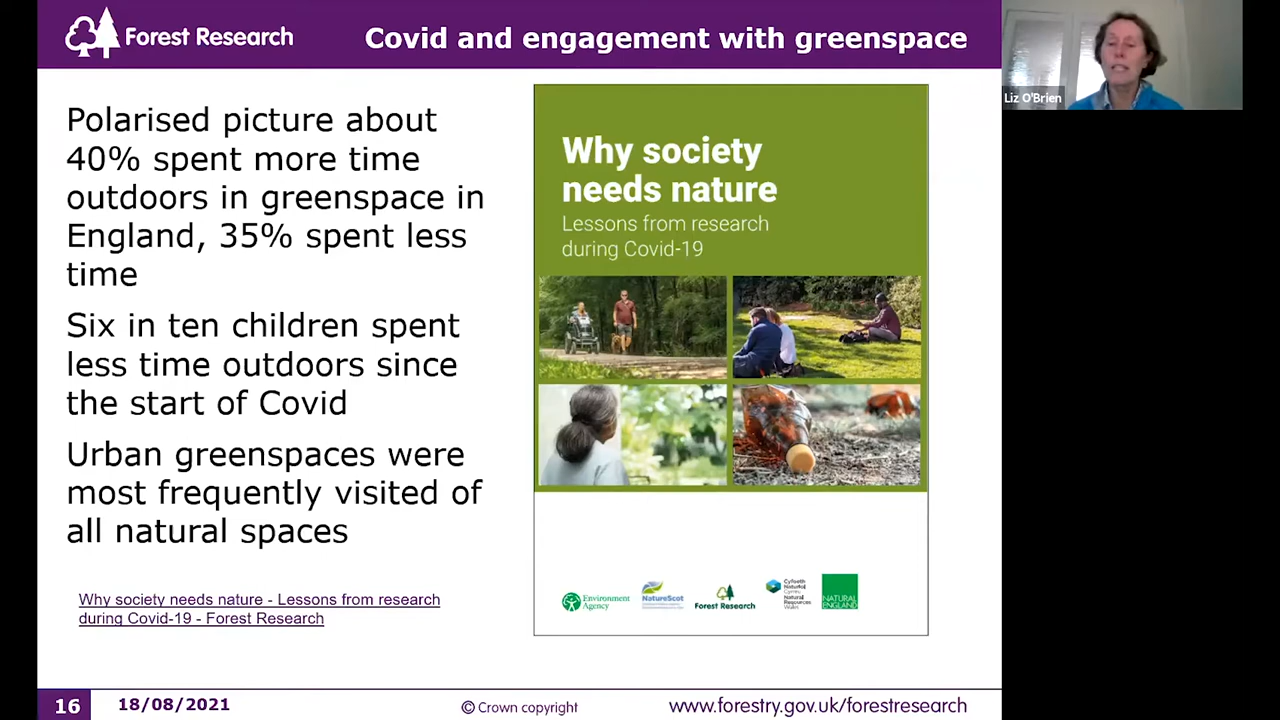 Forest Research
Covid and engagement with greenspace
Liz O'Brien
Polarised picture about
40% spent more time
outdoors in greenspace in
England, 35% spent less
time
Six in ten children spent
less time outdoors since
the start of Covid
Urban greenspaces were
most frequently visited of
all natural spaces
Why society needs nature - Lessons from research
during Covid-19 - Forest Research
Why society
needs nature
Lessons from research
during Covid-19
Environment
Agency
NatureScot
Forest Research
Cyfoeth
Naturiol
Cymru
Natural
Resources
Wales
NATURAL
ENGLAND
16
18/08/2021
© Crown copyright
www.forestry.gov.uk/forestresearch